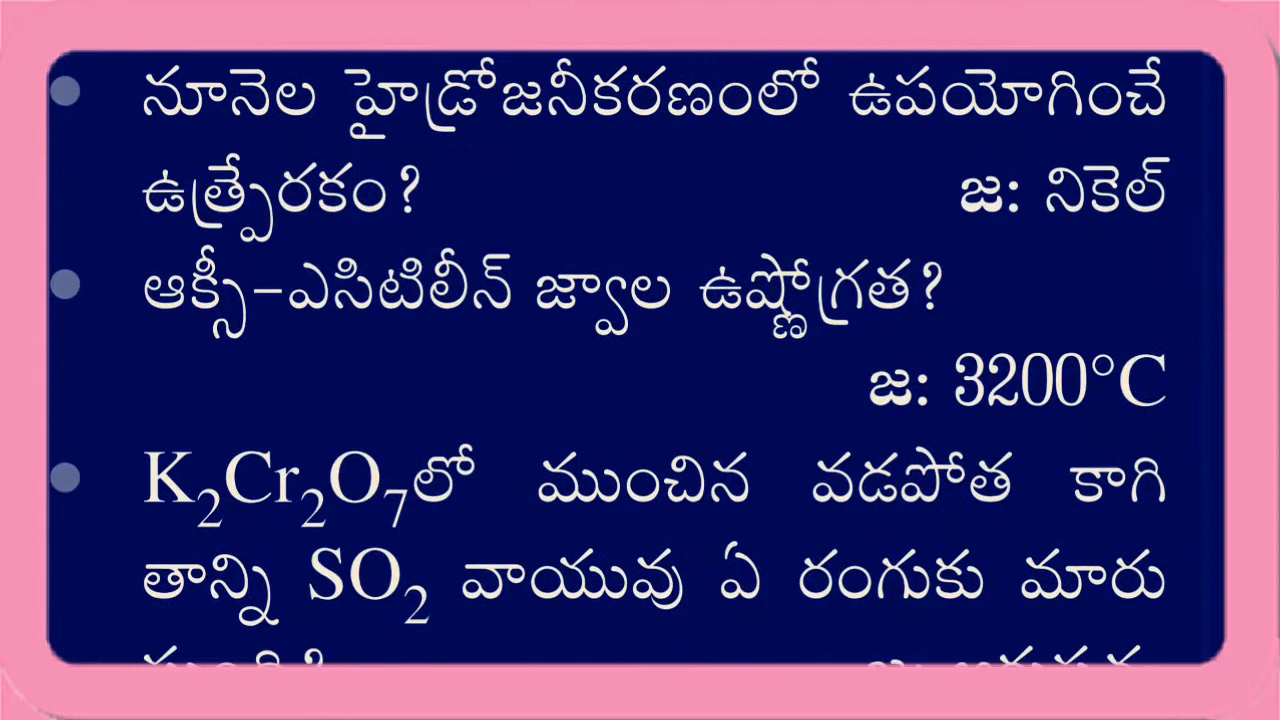 నూనెల హైడ్రోజనీకరణంలో ఉపయోగించే
ఉత్ప్రేరకం? జ: నికెల్
ఆక్సీ-ఎసిటిలీన్ జ్వాల ఉష్ణోగ్రత?
జ: 3200°C
K₂Cr₂O₇లో ముంచిన వడపోత కాగి
తాన్ని SO₂ వాయువు ఏ రంగుకు మారు